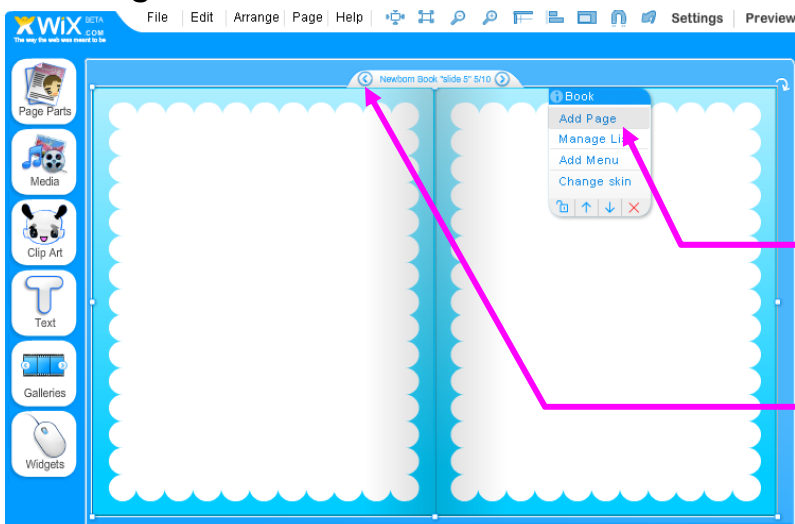 WiX BETA
.COM
The way the web was meant to be
File Edit Arrange Page Help Settings Preview
Newborn Book "slide 5" 5/10
Book
Add Page
Manage Li
Add Menu
Change skin
Page Parts
Media
Clip Art
T
Text
Galleries
Widgets